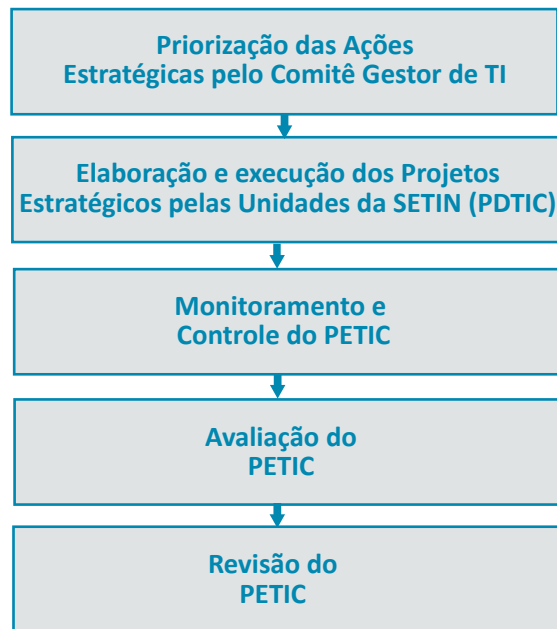 Priorização das Ações
Estratégicas pelo Comitê Gestor de TI
Elaboração e execução dos Projetos
Estratégicos pelas Unidades da SETIN (PDTIC)
Monitoramento e
Controle do PETIC
Avaliação do
PETIC
Revisão do
PETIC